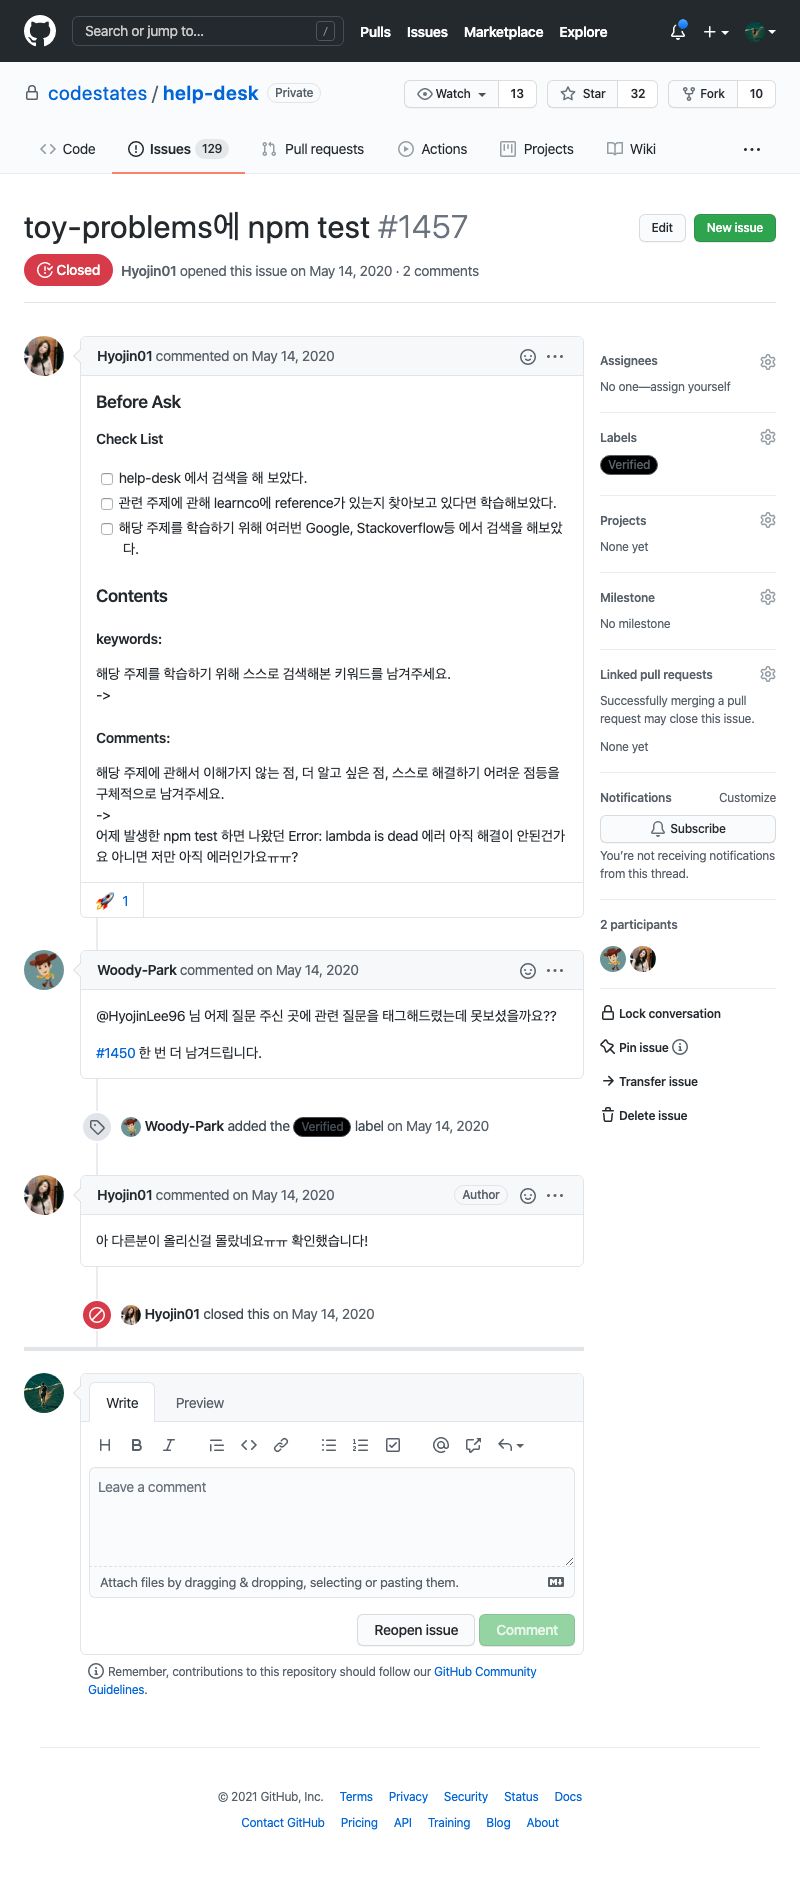 Search or jump to... /
Pulls Issues Marketplace Explore
codestates / help-desk Private
Watch 13 Star 32 Fork 10
Code Issues 129 Pull requests Actions Projects Wiki ...
toy-problems에 npm test #1457
Edit New issue
Closed Hyojin01 opened this issue on May 14, 2020 · 2 comments
Hyojin01 commented on May 14, 2020
Before Ask
Check List
help-desk 에서 검색을 해 보았다.
관련 주제에 관해 learnco에 reference가 있는지 찾아보고 있다면 학습해보았다.
해당 주제를 학습하기 위해 여러번 Google, Stackoverflow등 에서 검색을 해보았
다.
Contents
keywords:
해당 주제를 학습하기 위해 스스로 검색해본 키워드를 남겨주세요.
->
Comments:
해당 주제에 관해서 이해가지 않는 점, 더 알고 싶은 점, 스스로 해결하기 어려운 점등을
구체적으로 남겨주세요.
->
어제 발생한 npm test 하면 나왔던 Error: lambda is dead 에러 아직 해결이 안된건가
요 아니면 저만 아직 에러인가요ㅠㅠ?
🚀 1
Woody-Park commented on May 14, 2020
@HyojinLee96 님 어제 질문 주신 곳에 관련 질문을 태그해드렸는데 못보셨을까요??
#1450 한 번 더 남겨드립니다.
Woody-Park added the Verified label on May 14, 2020
Hyojin01 commented on May 14, 2020 Author
아 다른분이 올리신걸 몰랐네요ㅠㅠ 확인했습니다!
Hyojin01 closed this on May 14, 2020
Write Preview
Leave a comment
Attach files by dragging & dropping, selecting or pasting them.
Reopen issue Comment
Remember, contributions to this repository should follow our GitHub Community
Guidelines.
Assignees
No one—assign yourself
Labels
Verified
Projects
None yet
Milestone
No milestone
Linked pull requests
Successfully merging a pull
request may close this issue.
None yet
Notifications Customize
Subscribe
You're not receiving notifications
from this thread.
2 participants
Lock conversation
Pin issue
Transfer issue
Delete issue
© 2021 GitHub, Inc. Terms Privacy Security Status Docs
Contact GitHub Pricing API Training Blog About